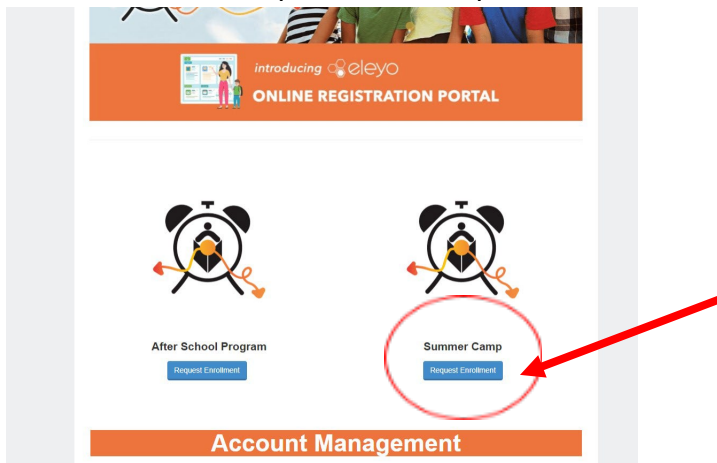 introducing eleyo
ONLINE REGISTRATION PORTAL
After School Program
Request Enrollment
Summer Camp
Request Enrollment
Account Management